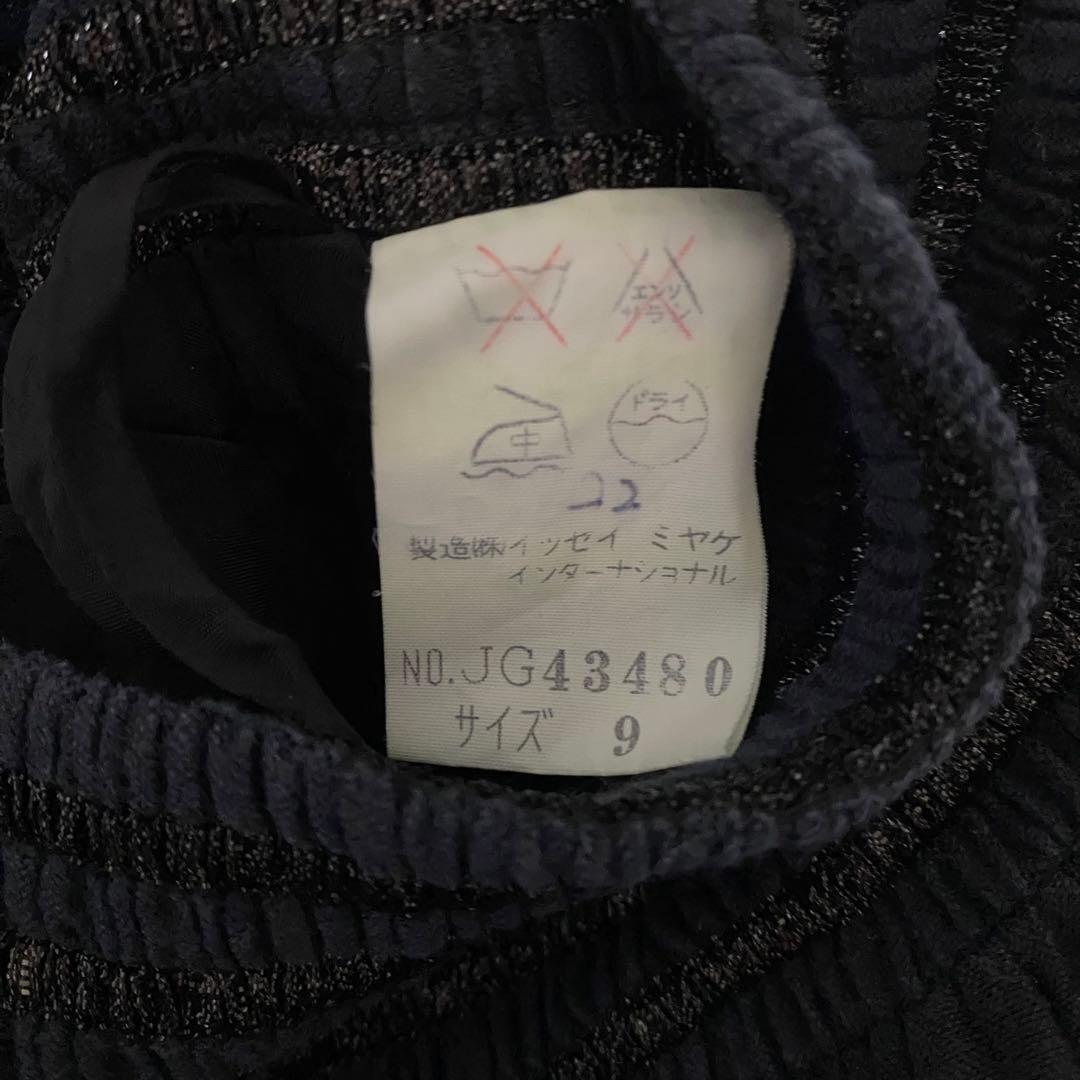 エンソ
サラシ
中
ドライ
22
製造㈱イッセイ ミヤケ
インターナショナル
NO.JG43480
サイズ 9